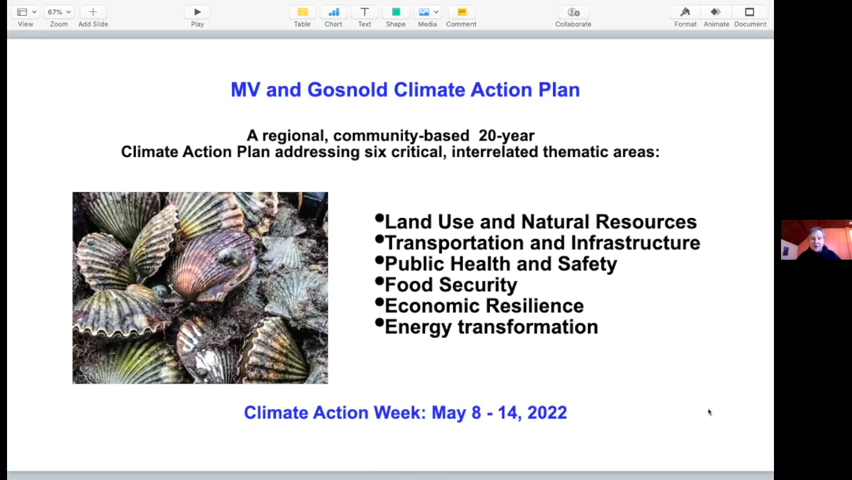 View
Zoom
Add Slide
Play
Table
Chart
Text
Shape
Media
Comment
Collaborate
Format
Animate
Document
67%
MV and Gosnold Climate Action Plan
A regional, community-based 20-year
Climate Action Plan addressing six critical, interrelated thematic areas:
•Land Use and Natural Resources
•Transportation and Infrastructure
•Public Health and Safety
•Food Security
•Economic Resilience
•Energy transformation
Climate Action Week: May 8 - 14, 2022